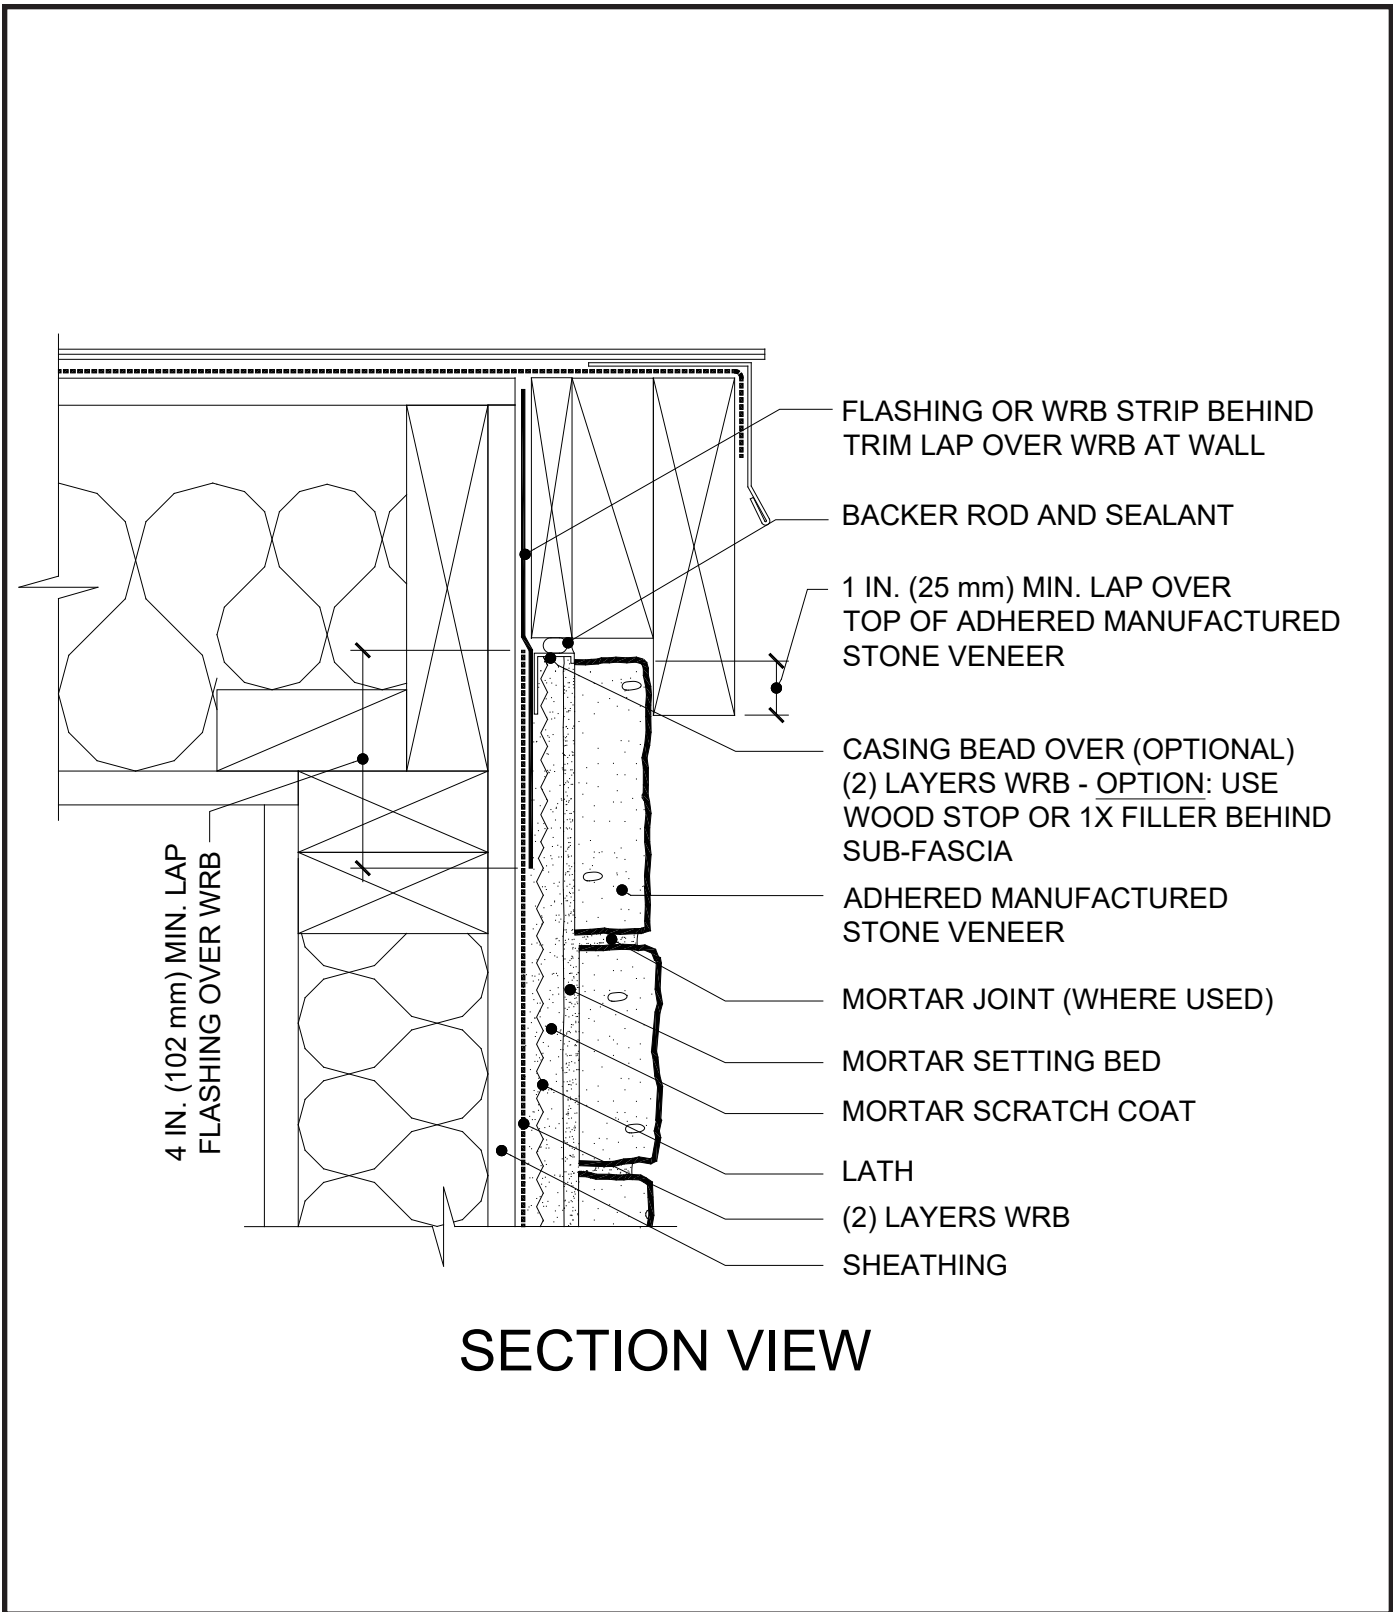 FLASHING OR WRB STRIP BEHIND
TRIM LAP OVER WRB AT WALL
BACKER ROD AND SEALANT
1 IN. (25 mm) MIN. LAP OVER
TOP OF ADHERED MANUFACTURED
STONE VENEER
CASING BEAD OVER (OPTIONAL)
(2) LAYERS WRB - OPTION: USE
WOOD STOP OR 1X FILLER BEHIND
SUB-FASCIA
ADHERED MANUFACTURED
STONE VENEER
MORTAR JOINT (WHERE USED)
MORTAR SETTING BED
MORTAR SCRATCH COAT
LATH
(2) LAYERS WRB
SHEATHING
4 IN. (102 mm) MIN. LAP
FLASHING OVER WRB
SECTION VIEW